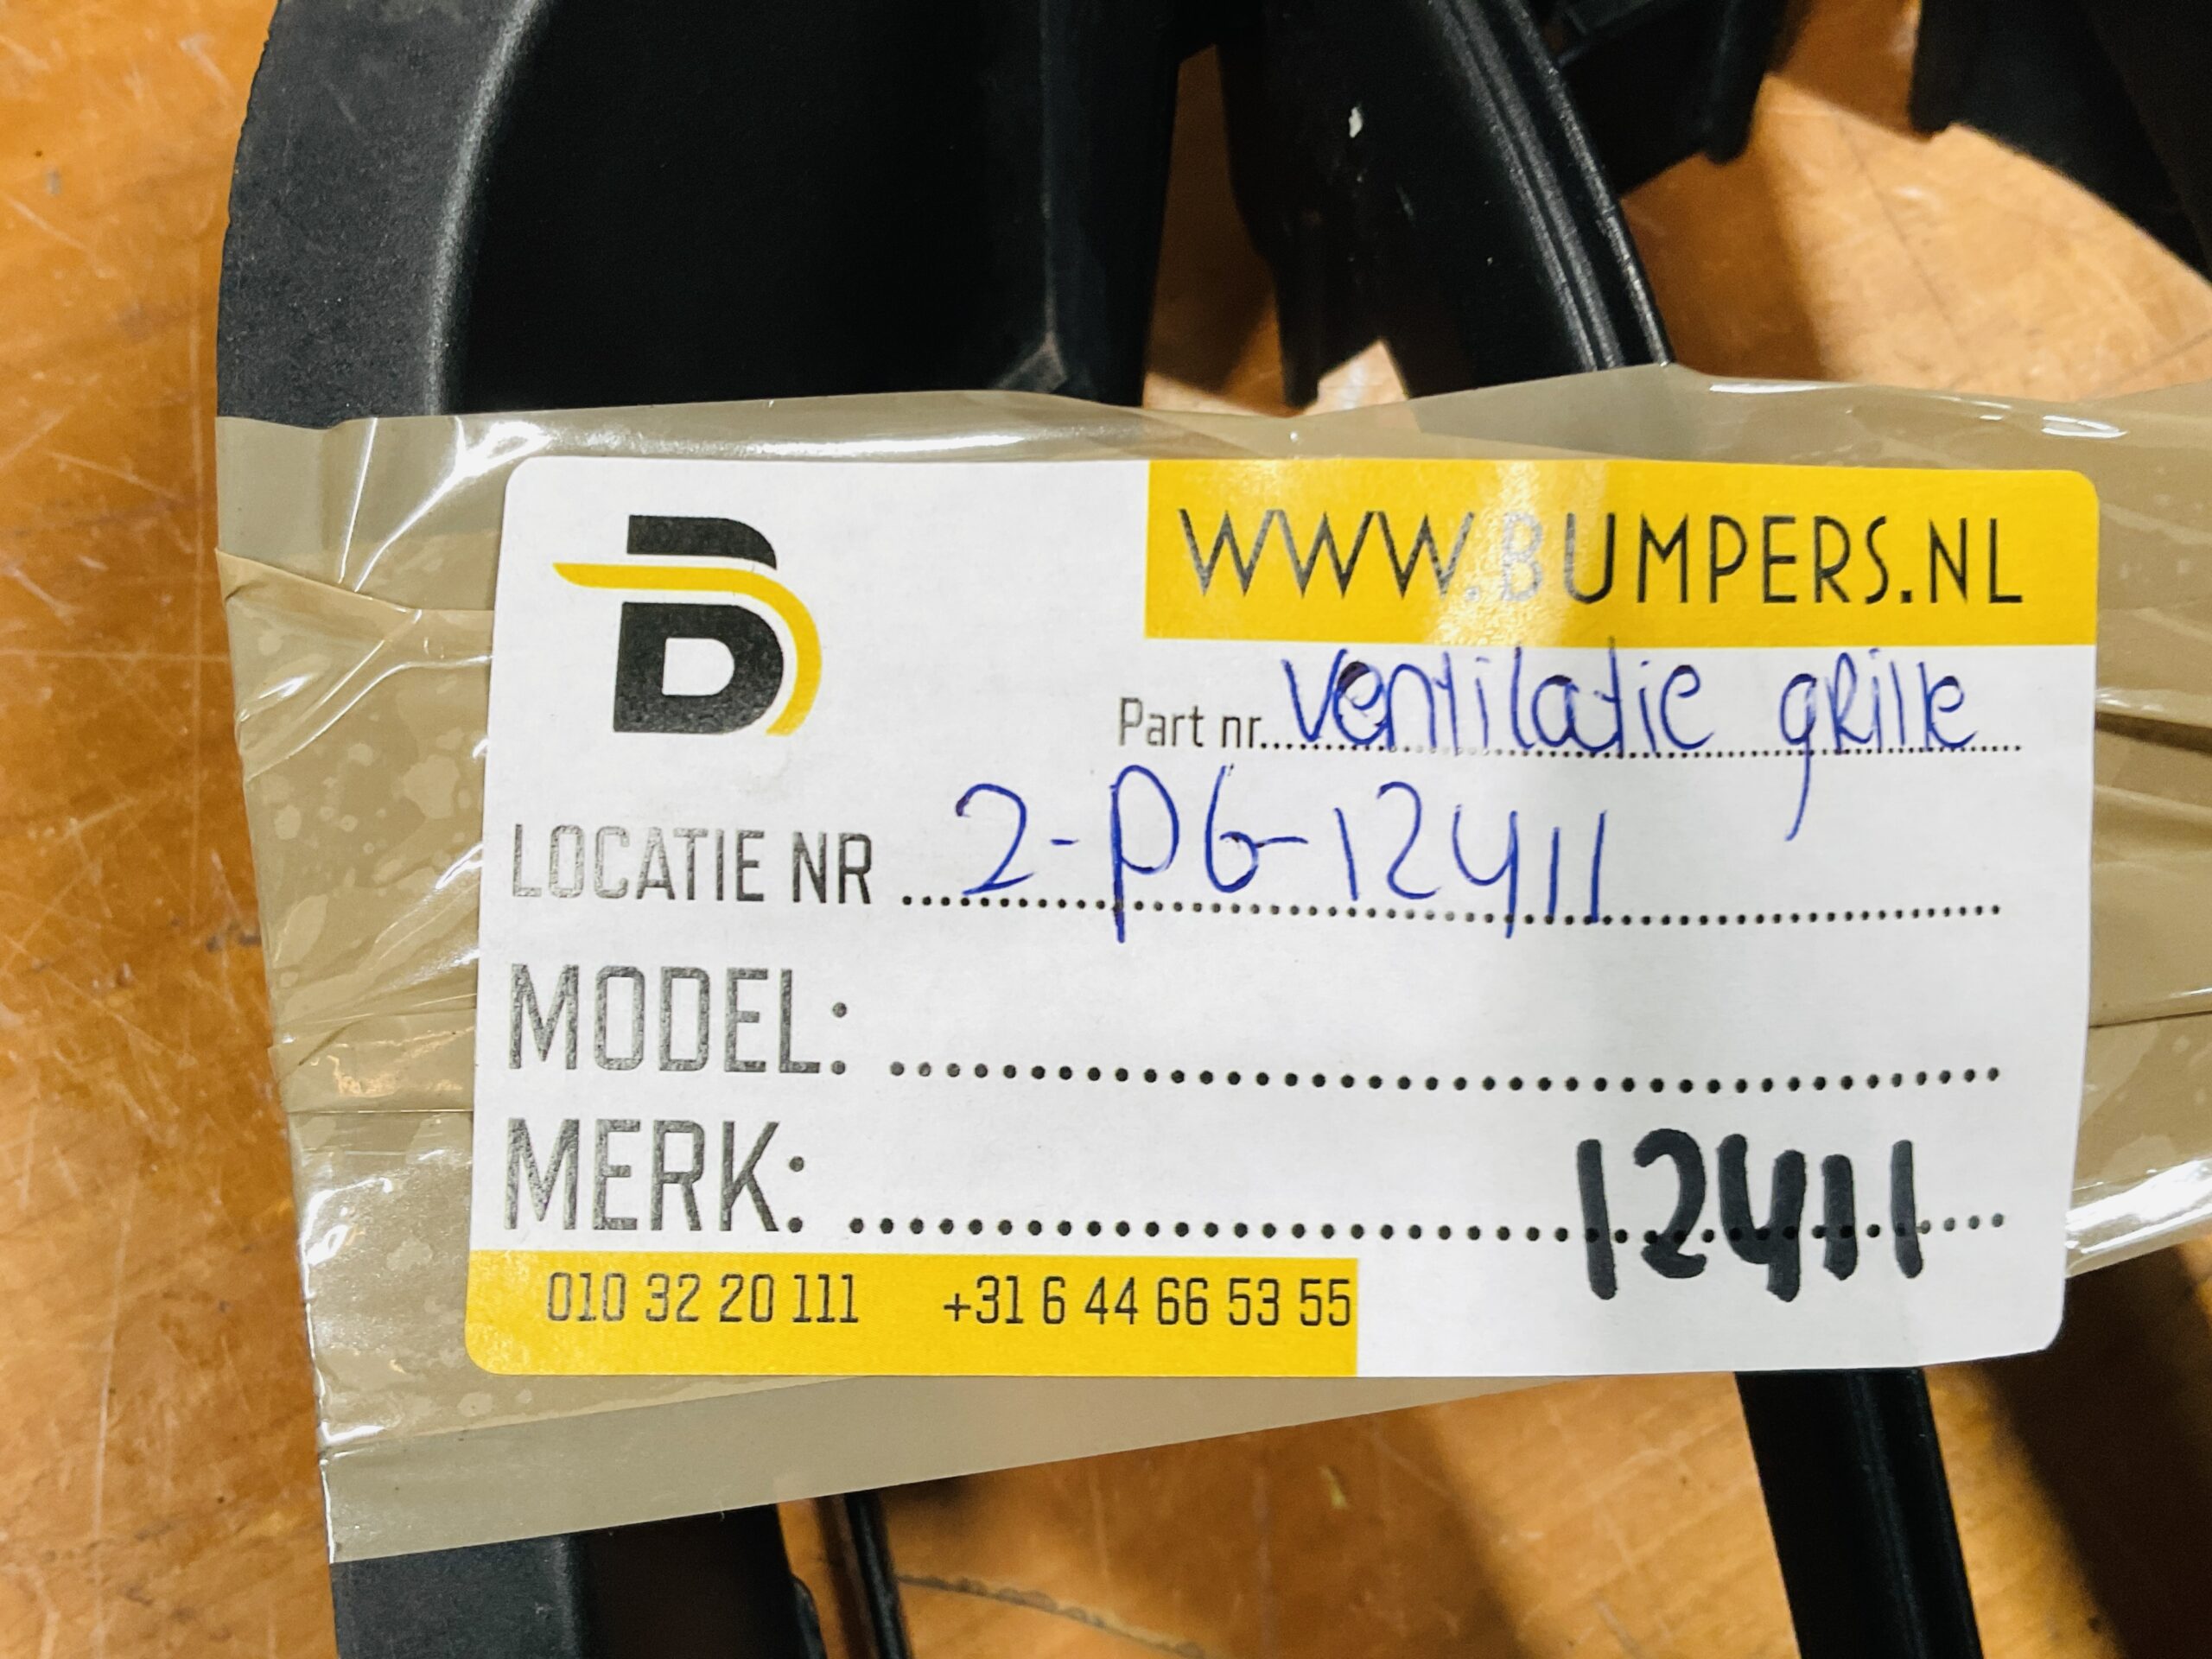 B
WWW.BUMPERS.NL
Part nr. ventilatie grille
LOCATIE NR 2-P6-12411
MODEL:
MERK:
12411
010 32 20 111 +31 6 44 66 53 55